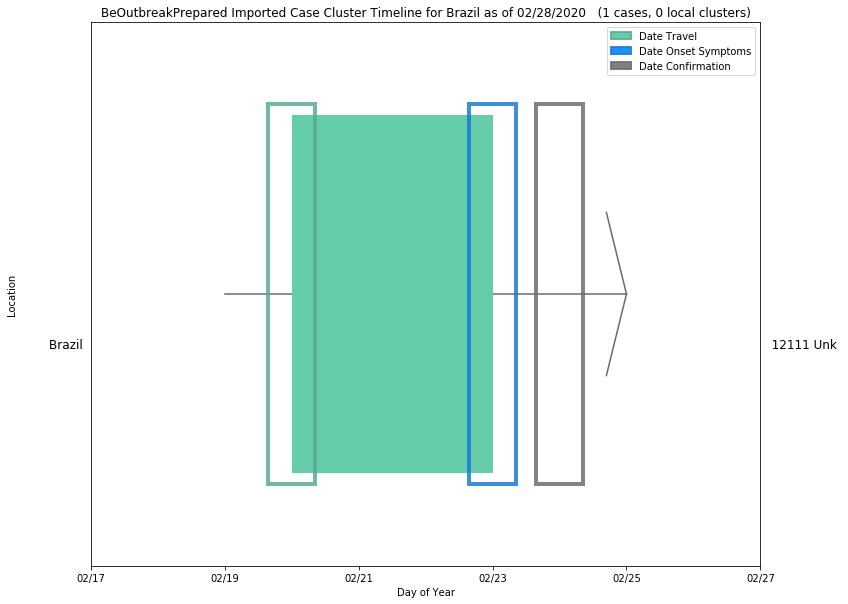 BeOutbreakPrepared Imported Case Cluster Timeline for Brazil as of 02/28/2020 (1 cases, 0 local clusters)
Date Travel
Date Onset Symptoms
Date Confirmation
Location
Brazil
12111 Unk
02/17 02/19 02/21 02/23 02/25 02/27
Day of Year